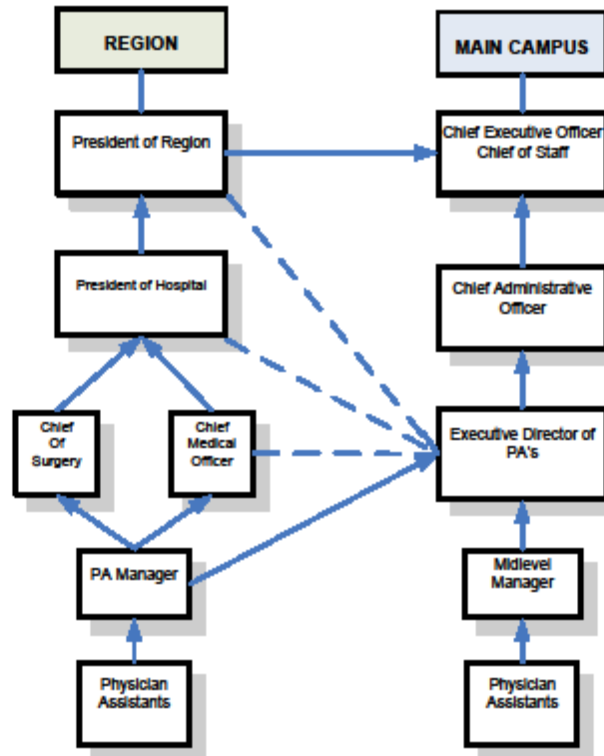 REGION
MAIN CAMPUS
President of Region
Chief Executive Officer
Chief of Staff
President of Hospital
Chief Administrative
Officer
Chief
Of
Surgery
Chief
Medical
Officer
Executive Director of
PA's
PA Manager
Midlevel
Manager
Physician
Assistants
Physician
Assistants